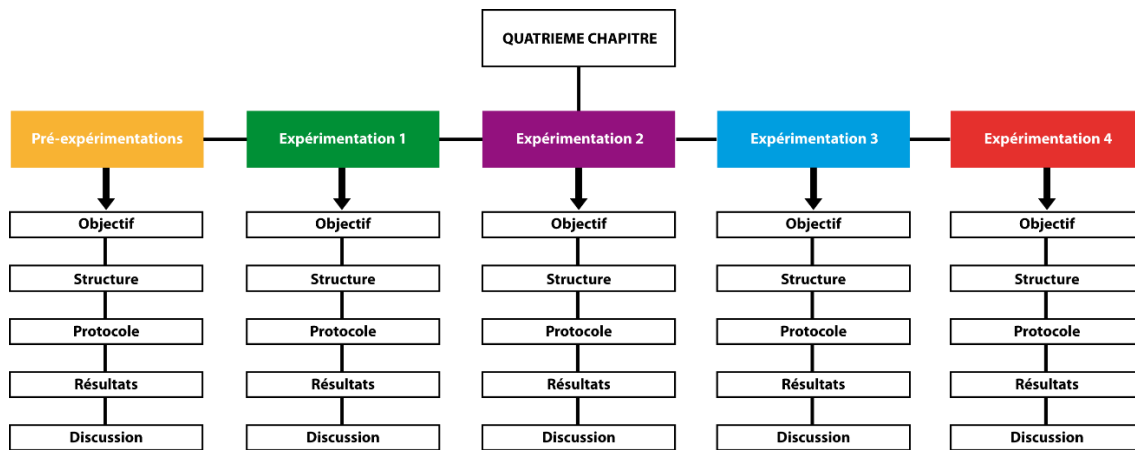 QUATRIEME CHAPITRE
Pré-expérimentations
Expérimentation 1
Expérimentation 2
Expérimentation 3
Expérimentation 4
Objectif
Objectif
Objectif
Objectif
Objectif
Structure
Structure
Structure
Structure
Structure
Protocole
Protocole
Protocole
Protocole
Protocole
Résultats
Résultats
Résultats
Résultats
Résultats
Discussion
Discussion
Discussion
Discussion
Discussion